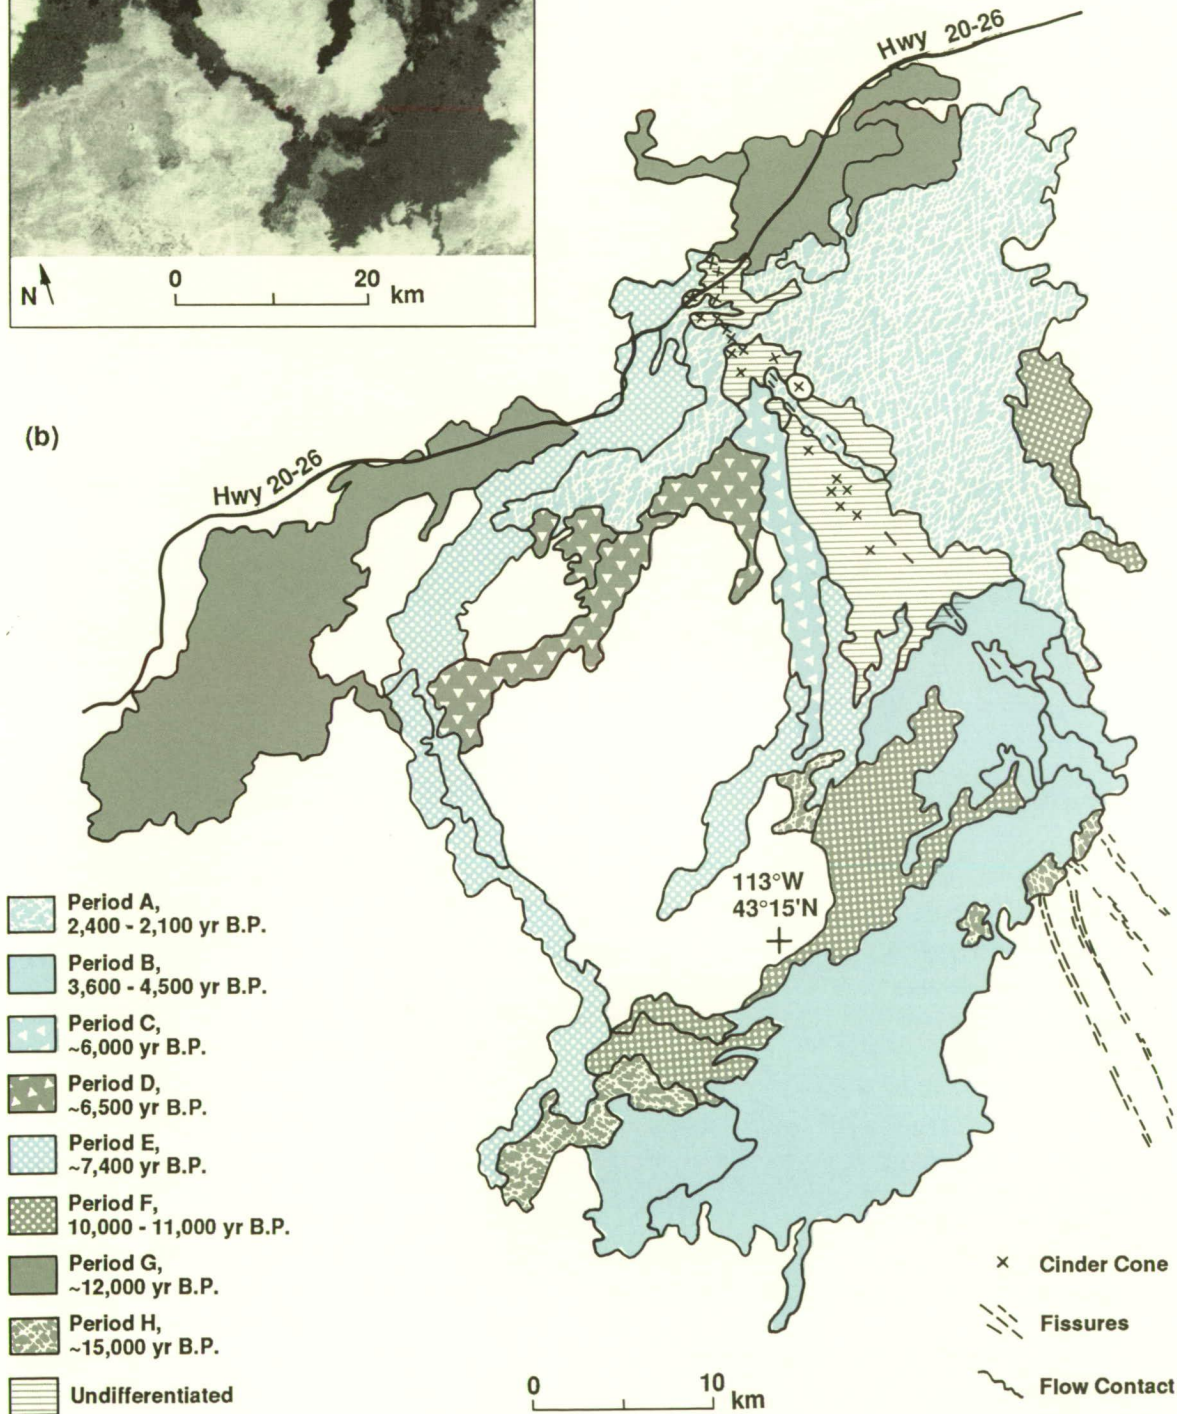 Hwy 20-26
N
0 20 km
(b)
Hwy 20-26
113°W
43°15'N
Period A,
2,400 - 2,100 yr B.P.
Period B,
3,600 - 4,500 yr B.P.
Period C,
~6,000 yr B.P.
Period D,
~6,500 yr B.P.
Period E,
~7,400 yr B.P.
Period F,
10,000 - 11,000 yr B.P.
Period G,
~12,000 yr B.P.
Period H,
~15,000 yr B.P.
Undifferentiated
Cinder Cone
Fissures
Flow Contact
0 10 km